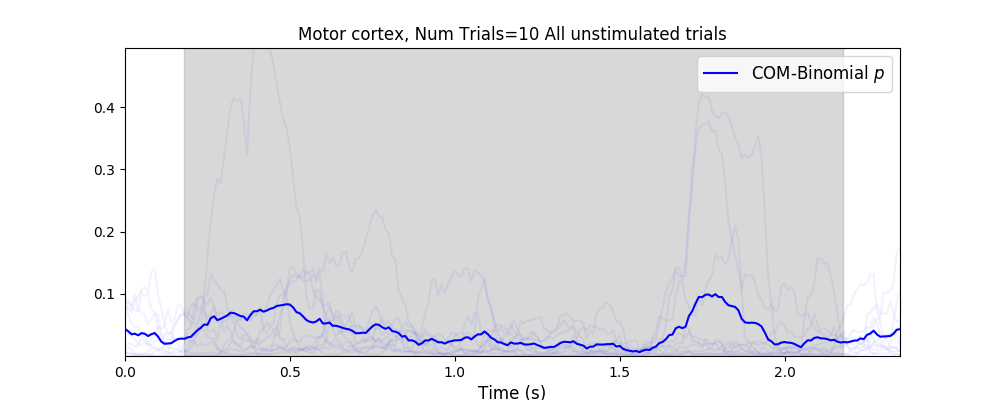 Motor cortex, Num Trials=10 All unstimulated trials
COM-Binomial p
0.4
0.3
0.2
0.1
0.0 0.5 1.0 1.5 2.0
Time (s)